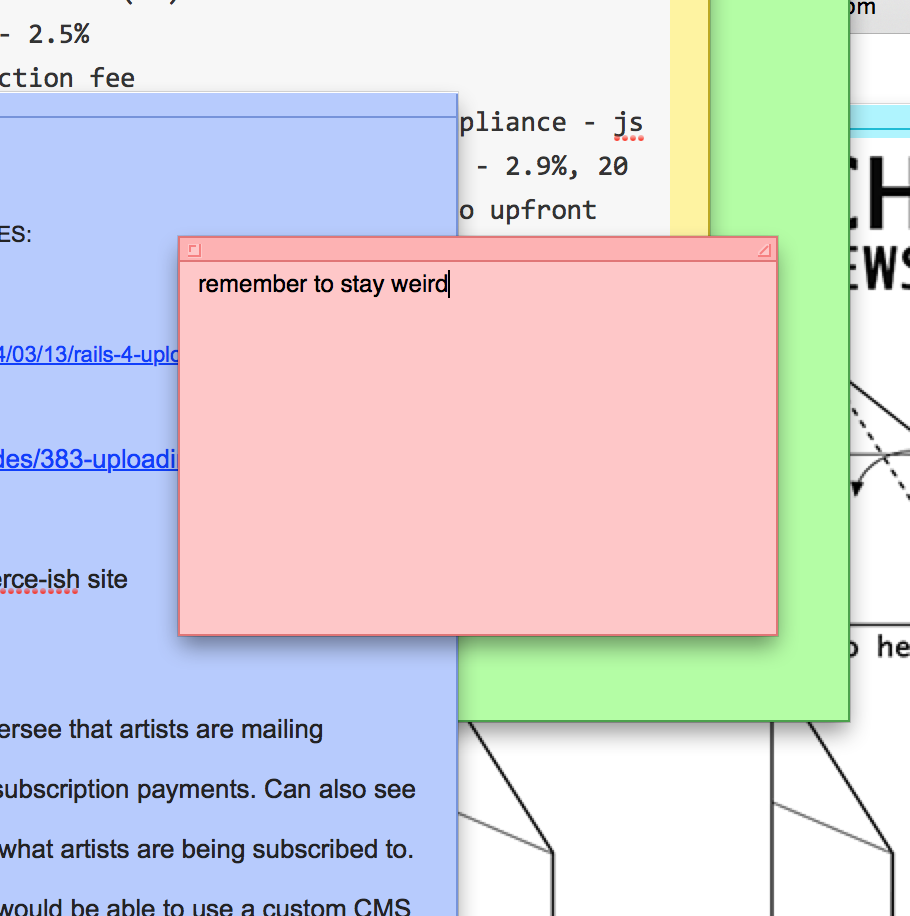 - 2.5%
ction fee
pliance - js
- 2.9%, 20
o upfront
om
ES:
4/03/13/rails-4-uplo
des/383-uploadi
erce-ish site
ersee that artists are mailing
subscription payments. Can also see
what artists are being subscribed to.
would be able to use a custom CMS
remember to stay weird
CH
EWS
o he